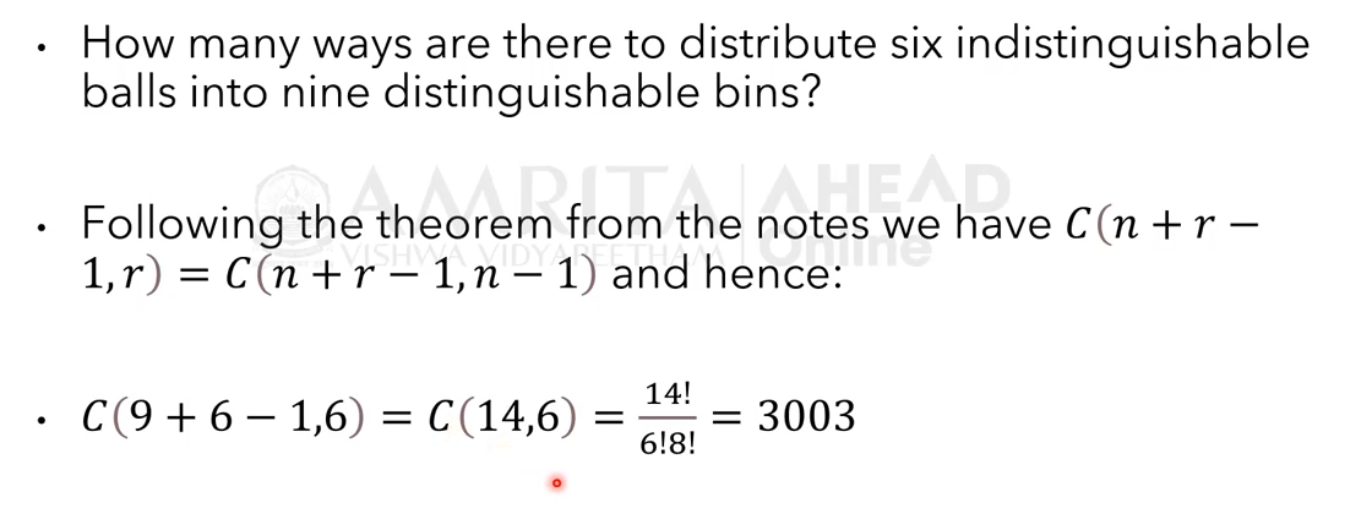 • How many ways are there to distribute six indistinguishable
balls into nine distinguishable bins?
AMRITA | AHEAD
VISHWA VIDYAPEETHAM | Online
• Following the theorem from the notes we have C(n + r −
1, r) = C(n + r − 1, n − 1) and hence:
• C(9 + 6 − 1,6) = C(14,6) = 14!/6!8! = 3003